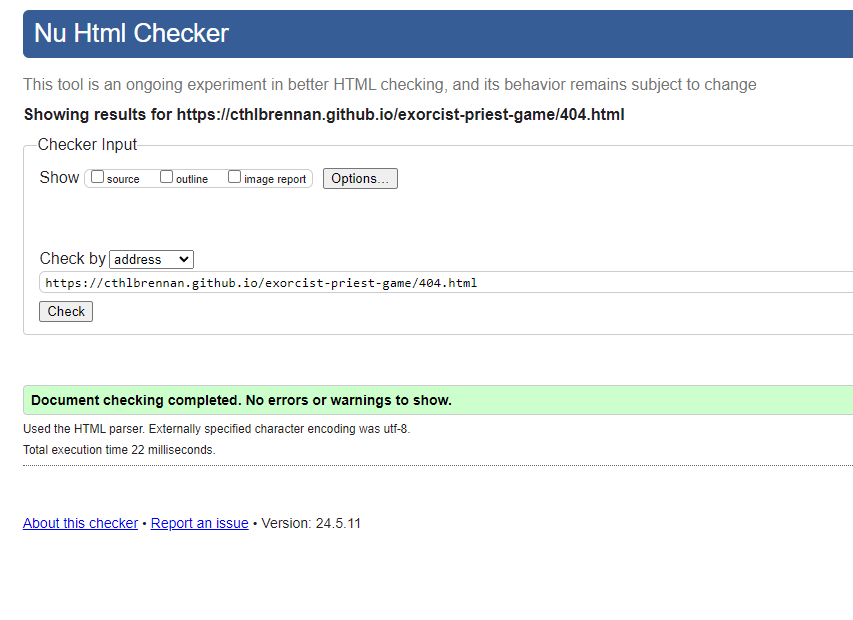 Nu Html Checker
This tool is an ongoing experiment in better HTML checking, and its behavior remains subject to change
Showing results for https://cthlbrennan.github.io/exorcist-priest-game/404.html
Checker Input
Show source outline image report Options...
Check by address
https://cthlbrennan.github.io/exorcist-priest-game/404.html
Check
Document checking completed. No errors or warnings to show.
Used the HTML parser. Externally specified character encoding was utf-8.
Total execution time 22 milliseconds.
About this checker • Report an issue • Version: 24.5.11